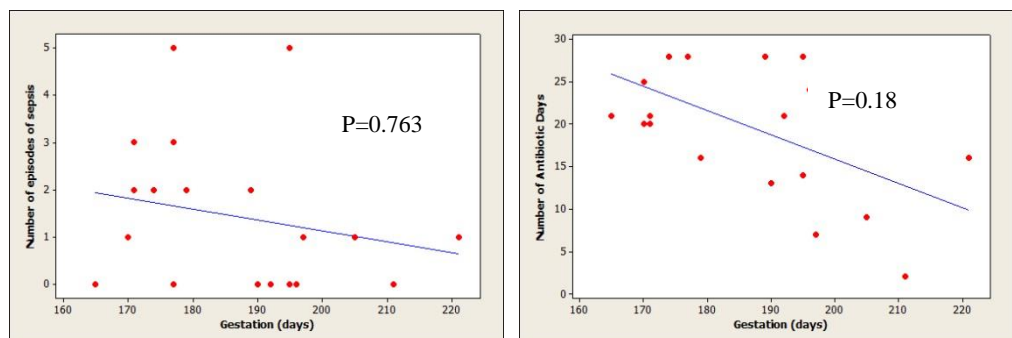 5
4
3
2
1
0
Number of episodes of sepsis
P=0.763
160 170 180 190 200 210 220
Gestation (days)
30
25
20
15
10
5
0
Number of Antibiotic Days
P=0.18
160 170 180 190 200 210 220
Gestation (days)